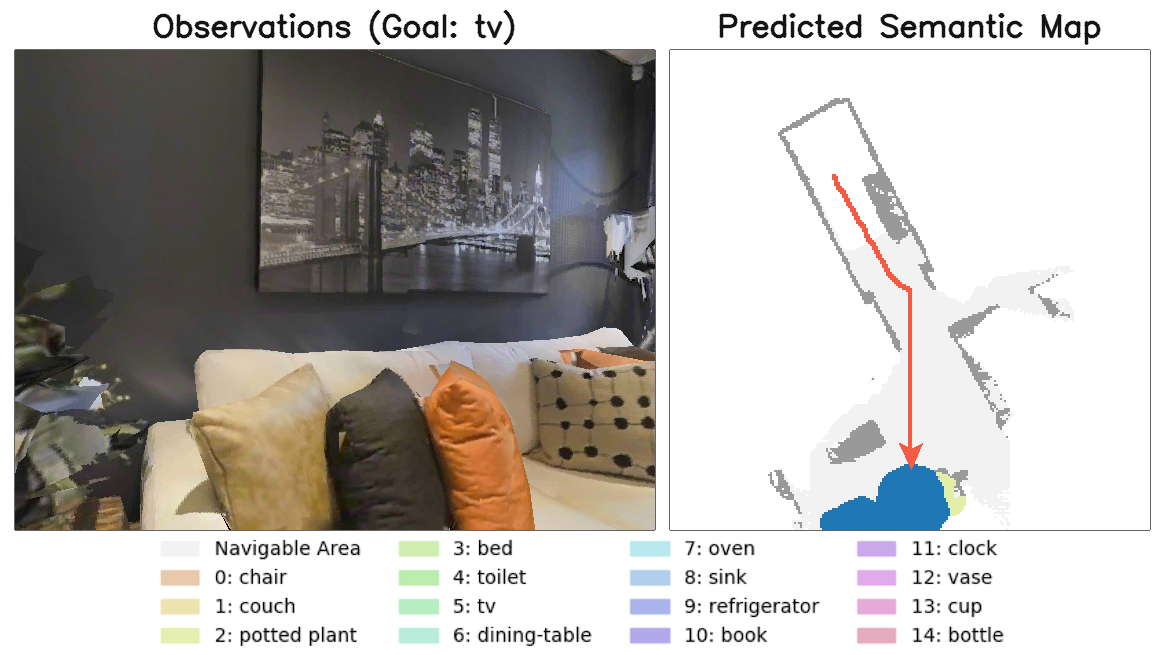 Observations (Goal: tv)
Predicted Semantic Map
Navigable Area
0: chair
1: couch
2: potted plant
3: bed
4: toilet
5: tv
6: dining-table
7: oven
8: sink
9: refrigerator
10: book
11: clock
12: vase
13: cup
14: bottle